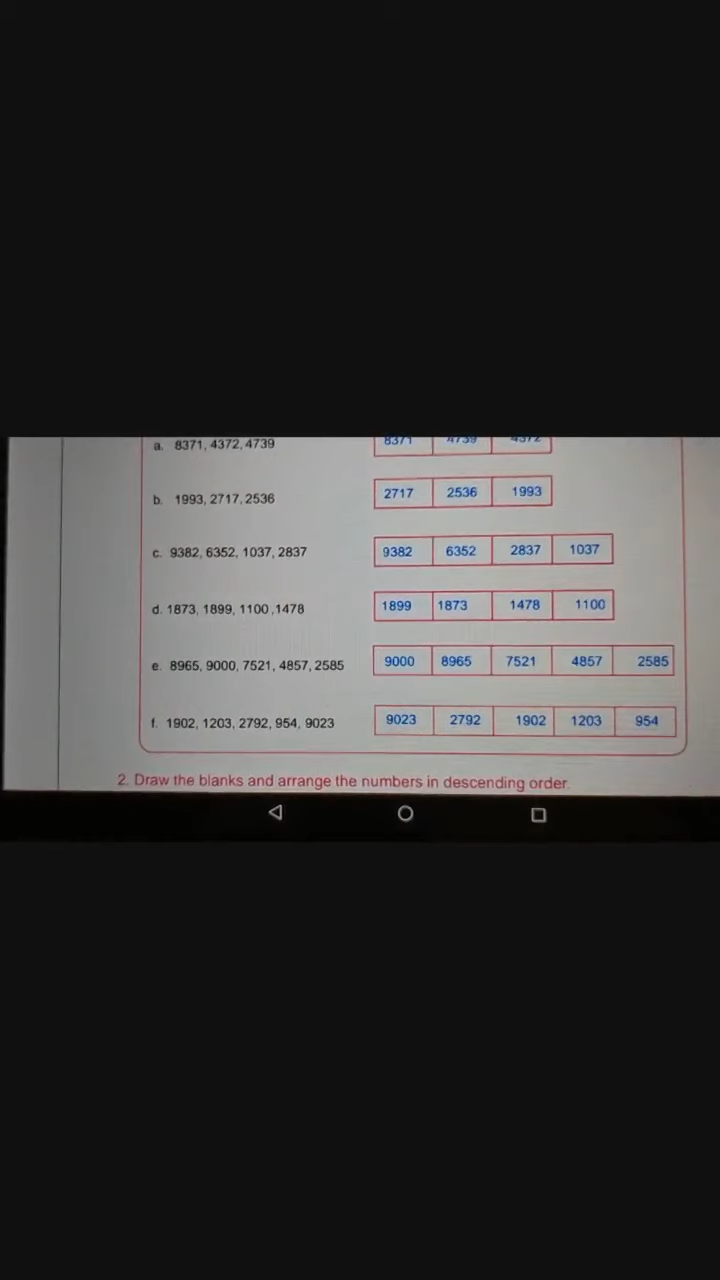 a. 8371, 4372, 4739 8371 4739 4372
b. 1993, 2717, 2536 2717 2536 1993
c. 9382, 6352, 1037, 2837 9382 6352 2837 1037
d. 1873, 1899, 1100 ,1478 1899 1873 1478 1100
e. 8965, 9000, 7521, 4857, 2585 9000 8965 7521 4857 2585
f. 1902, 1203, 2792, 954, 9023 9023 2792 1902 1203 954
2. Draw the blanks and arrange the numbers in descending order.